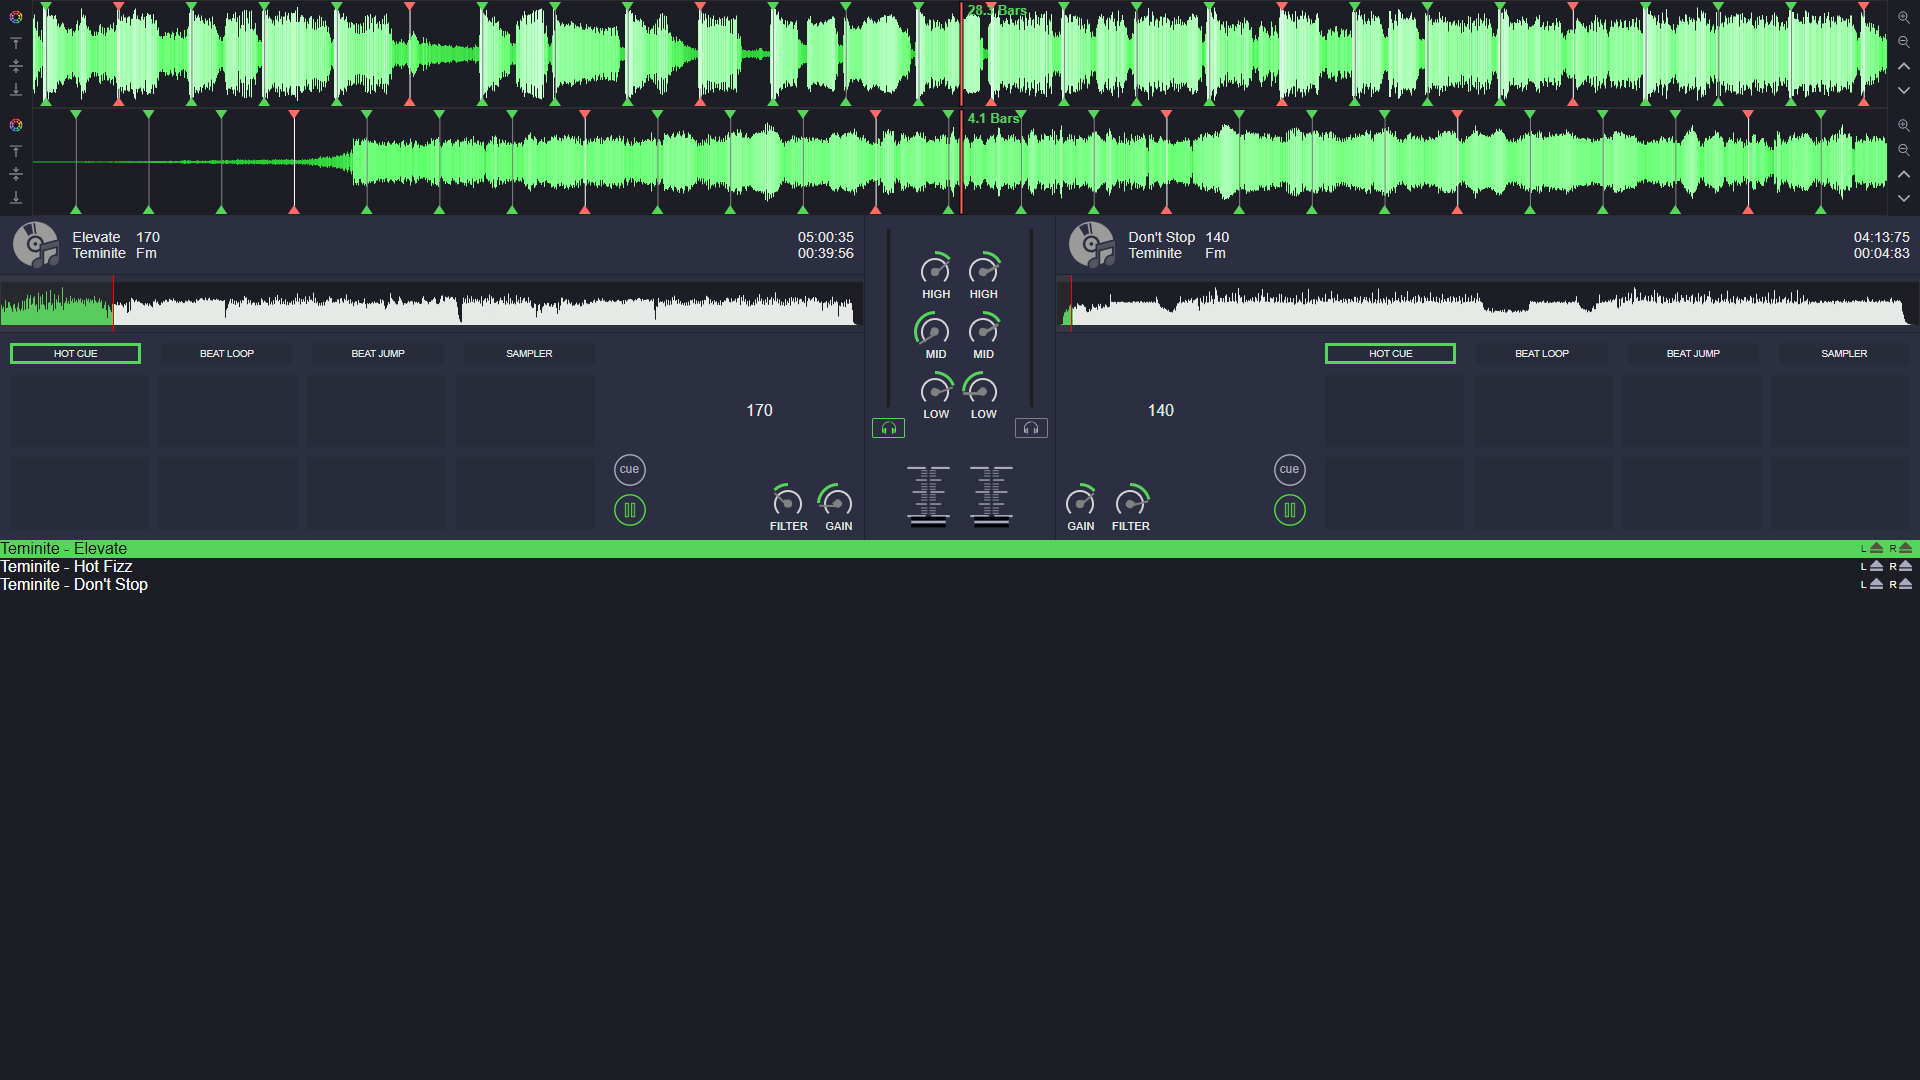 28.3 Bars
4.1 Bars
Elevate 170
Teminite Fm
05:00:35
00:39:56
Don't Stop 140
Teminite Fm
04:13:75
00:04:83
HIGH HIGH
MID MID
LOW LOW
HOT CUE BEAT LOOP BEAT JUMP SAMPLER
170
cue
FILTER GAIN
HOT CUE BEAT LOOP BEAT JUMP SAMPLER
140
cue
GAIN FILTER
Teminite - Elevate L R
Teminite - Hot Fizz L R
Teminite - Don't Stop L R